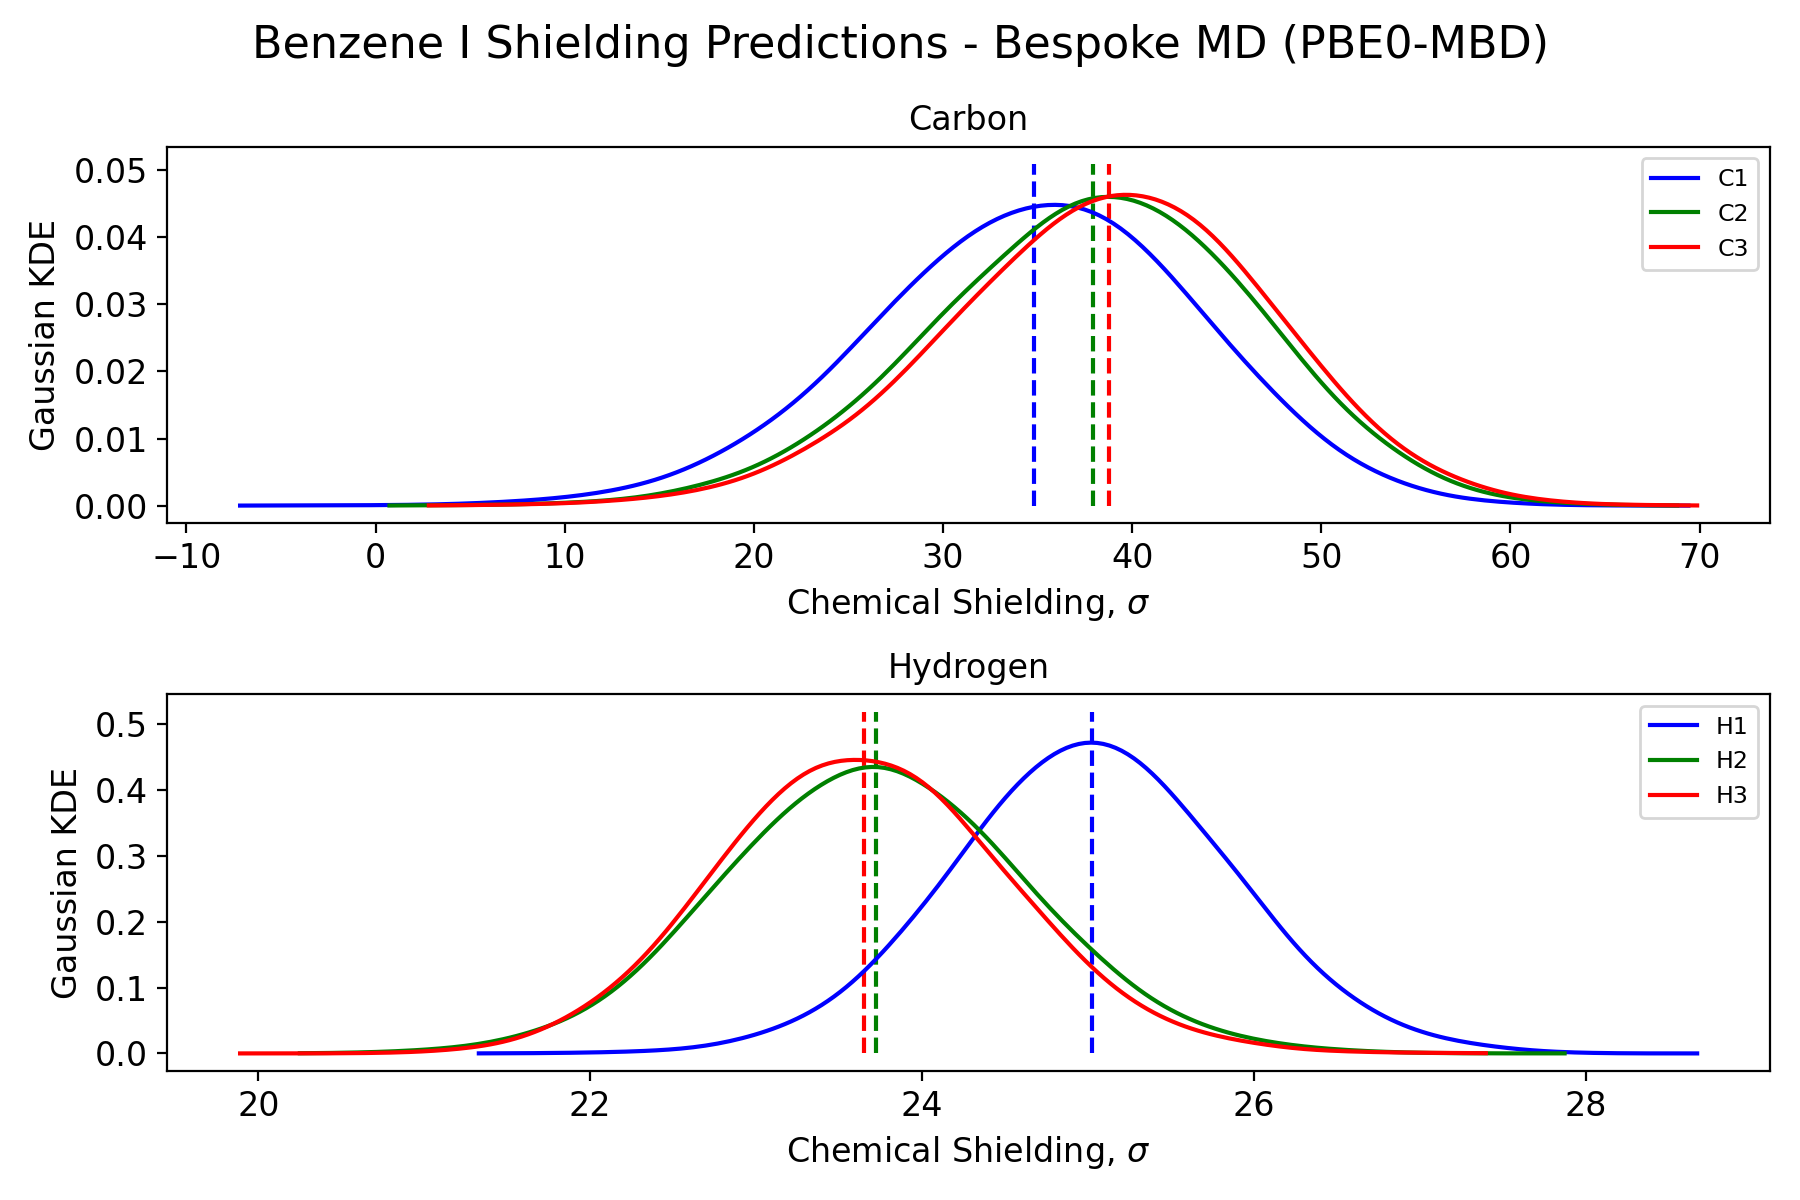 Benzene I Shielding Predictions - Bespoke MD (PBE0-MBD)
Carbon
Gaussian KDE
0.05
0.04
0.03
0.02
0.01
0.00
C1
C2
C3
−10 0 10 20 30 40 50 60 70
Chemical Shielding, σ
Hydrogen
Gaussian KDE
0.5
0.4
0.3
0.2
0.1
0.0
H1
H2
H3
20 22 24 26 28
Chemical Shielding, σ